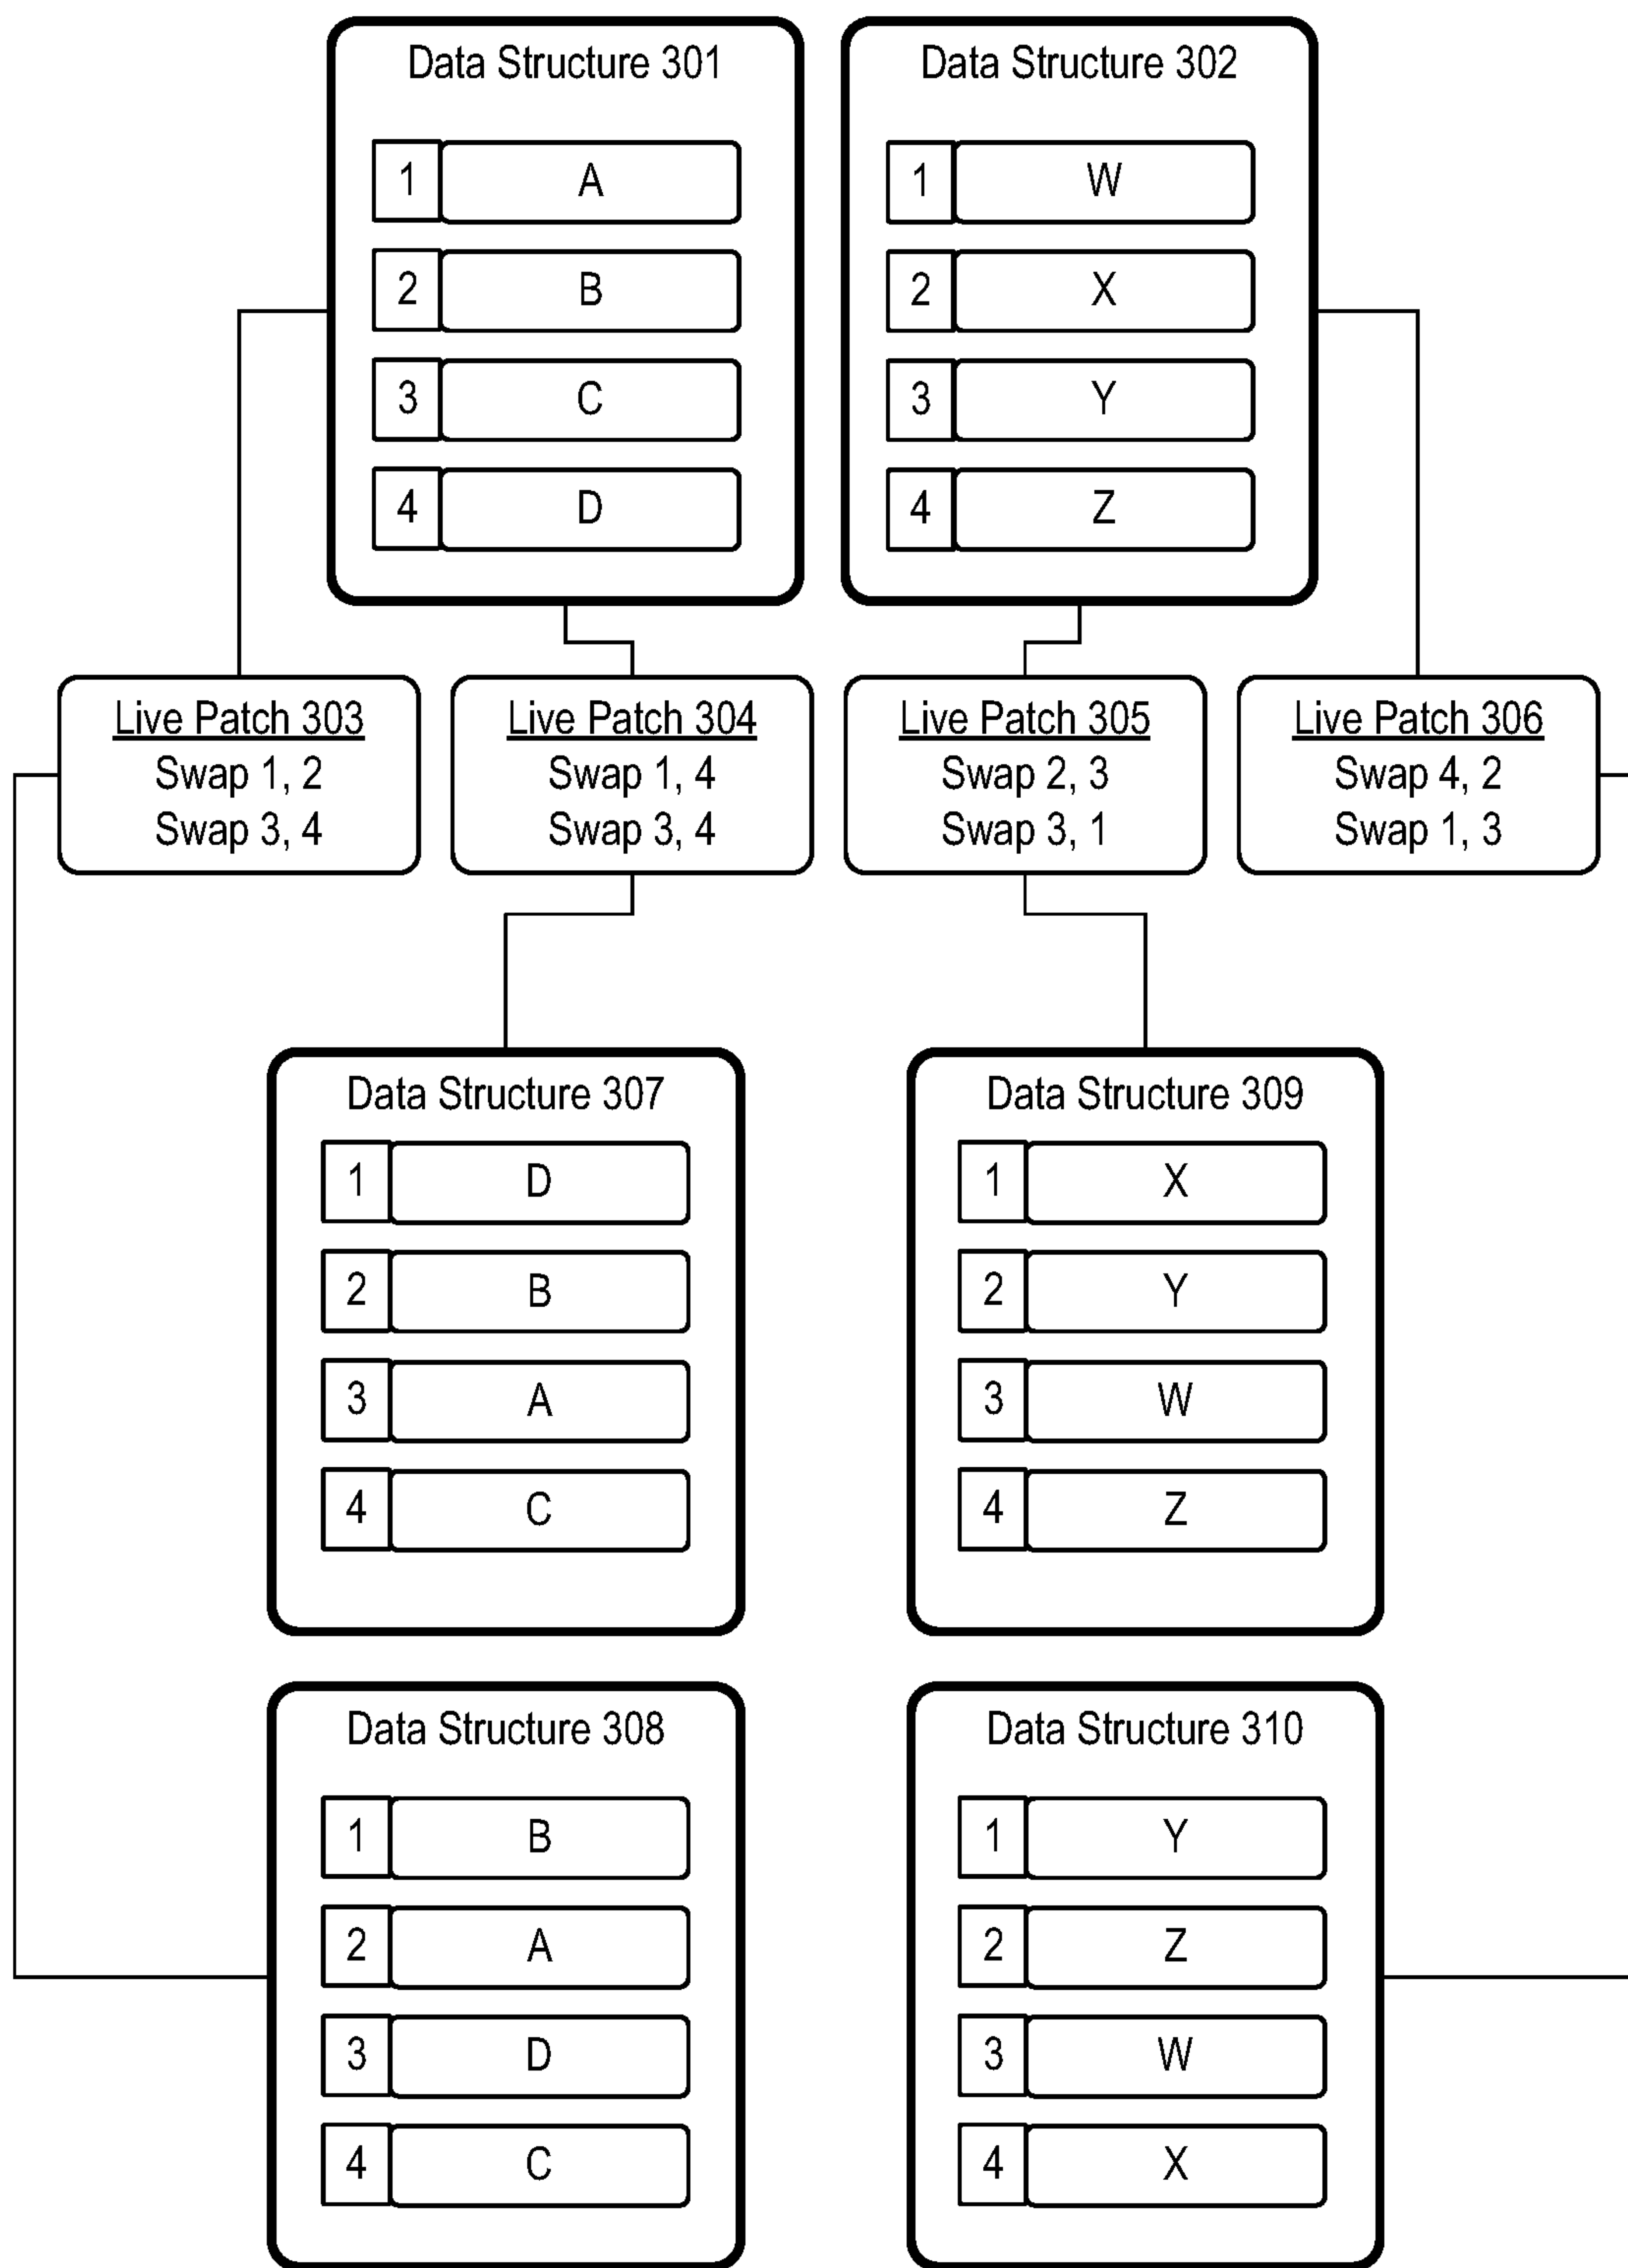 Data Structure 301
1 A
2 B
3 C
4 D
Data Structure 302
1 W
2 X
3 Y
4 Z
Live Patch 303
Swap 1, 2
Swap 3, 4
Live Patch 304
Swap 1, 4
Swap 3, 4
Live Patch 305
Swap 2, 3
Swap 3, 1
Live Patch 306
Swap 4, 2
Swap 1, 3
Data Structure 307
1 D
2 B
3 A
4 C
Data Structure 309
1 X
2 Y
3 W
4 Z
Data Structure 308
1 B
2 A
3 D
4 C
Data Structure 310
1 Y
2 Z
3 W
4 X